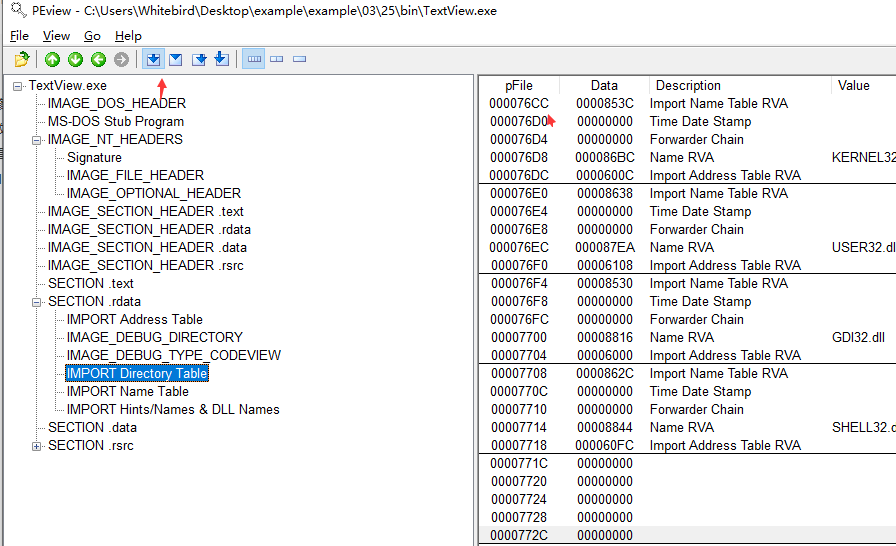 PEview - C:\Users\Whitebird\Desktop\example\example\03\25\bin\TextView.exe
File View Go Help
TextView.exe
IMAGE_DOS_HEADER
MS-DOS Stub Program
IMAGE_NT_HEADERS
Signature
IMAGE_FILE_HEADER
IMAGE_OPTIONAL_HEADER
IMAGE_SECTION_HEADER .text
IMAGE_SECTION_HEADER .rdata
IMAGE_SECTION_HEADER .data
IMAGE_SECTION_HEADER .rsrc
SECTION .text
SECTION .rdata
IMPORT Address Table
IMAGE_DEBUG_DIRECTORY
IMAGE_DEBUG_TYPE_CODEVIEW
IMPORT Directory Table
IMPORT Name Table
IMPORT Hints/Names & DLL Names
SECTION .data
SECTION .rsrc
pFile Data Description Value
000076CC 0000853C Import Name Table RVA
000076D0 00000000 Time Date Stamp
000076D4 00000000 Forwarder Chain
000076D8 000086BC Name RVA KERNEL32
000076DC 0000600C Import Address Table RVA
000076E0 00008638 Import Name Table RVA
000076E4 00000000 Time Date Stamp
000076E8 00000000 Forwarder Chain
000076EC 000087EA Name RVA USER32.dl
000076F0 00006108 Import Address Table RVA
000076F4 00008530 Import Name Table RVA
000076F8 00000000 Time Date Stamp
000076FC 00000000 Forwarder Chain
00007700 00008816 Name RVA GDI32.dll
00007704 00006000 Import Address Table RVA
00007708 0000862C Import Name Table RVA
0000770C 00000000 Time Date Stamp
00007710 00000000 Forwarder Chain
00007714 00008844 Name RVA SHELL32.d
00007718 000060FC Import Address Table RVA
0000771C 00000000
00007720 00000000
00007724 00000000
00007728 00000000
0000772C 00000000